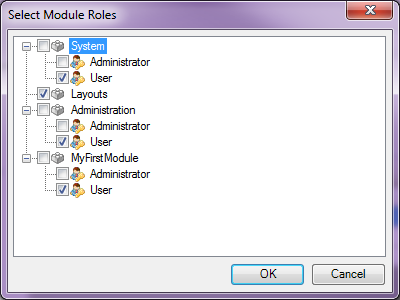 Select Module Roles
System
Administrator
User
Layouts
Administration
Administrator
User
MyFirstModule
Administrator
User
OK Cancel